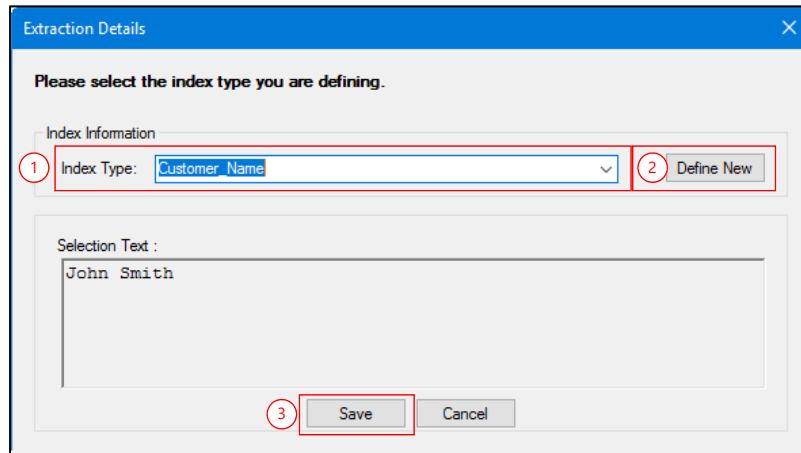 Extraction Details
Please select the index type you are defining.
Index Information
1 Index Type: Customer_Name 2 Define New
Selection Text :
John Smith
3 Save Cancel